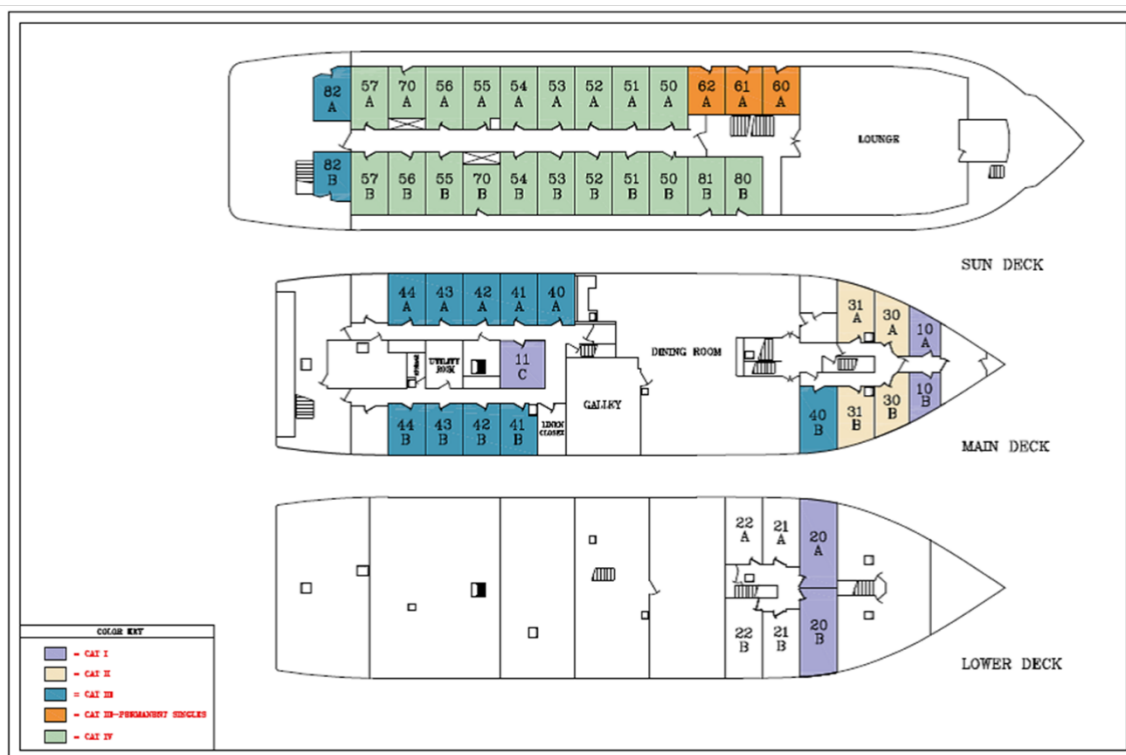 82 A
57 A
70 A
56 A
55 A
54 A
53 A
52 A
51 A
50 A
62 A
61 A
60 A
LOUNGE
82 B
57 B
56 B
55 B
70 B
54 B
53 B
52 B
51 B
50 B
81 B
80 B
SUN DECK
44 A
43 A
42 A
41 A
40 A
31 A
30 A
10 A
UTILITY
11 C
DINING ROOM
GALLEY
44 B
43 B
42 B
41 B
LINEN
CLOSET
40 B
31 B
30 B
10 B
MAIN DECK
22 A
21 A
20 A
22 B
21 B
20 B
LOWER DECK
COLOR KEY
= CAT I
= CAT II
= CAT III
= CAT III-PERMANENT SINGLES
= CAT IV